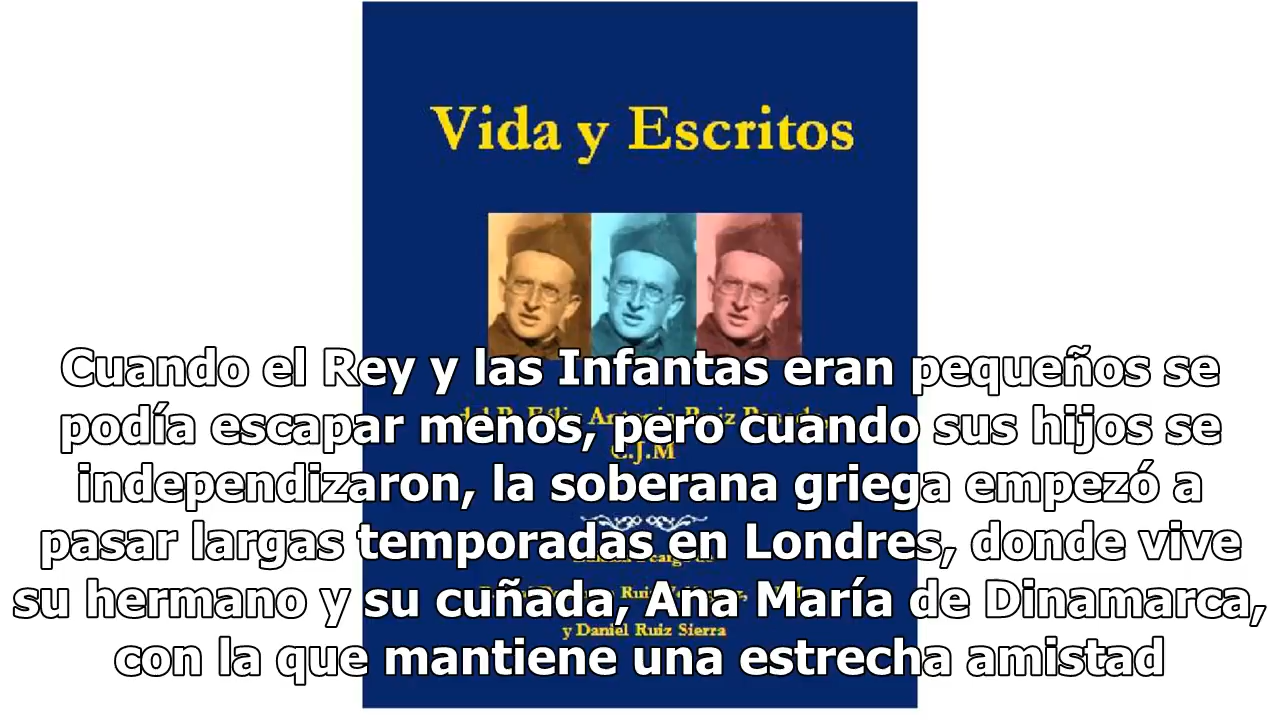 Vida y Escritos
Cuando el Rey y las Infantas eran pequeños se
podía escapar menos, pero cuando sus hijos se
C.J.M
independizaron, la soberana griega empezó a
pasar largas temporadas en Londres, donde vive
su hermano y su cuñada, Ana María de Dinamarca,
y Daniel Ruiz Sierra
con la que mantiene una estrecha amistad